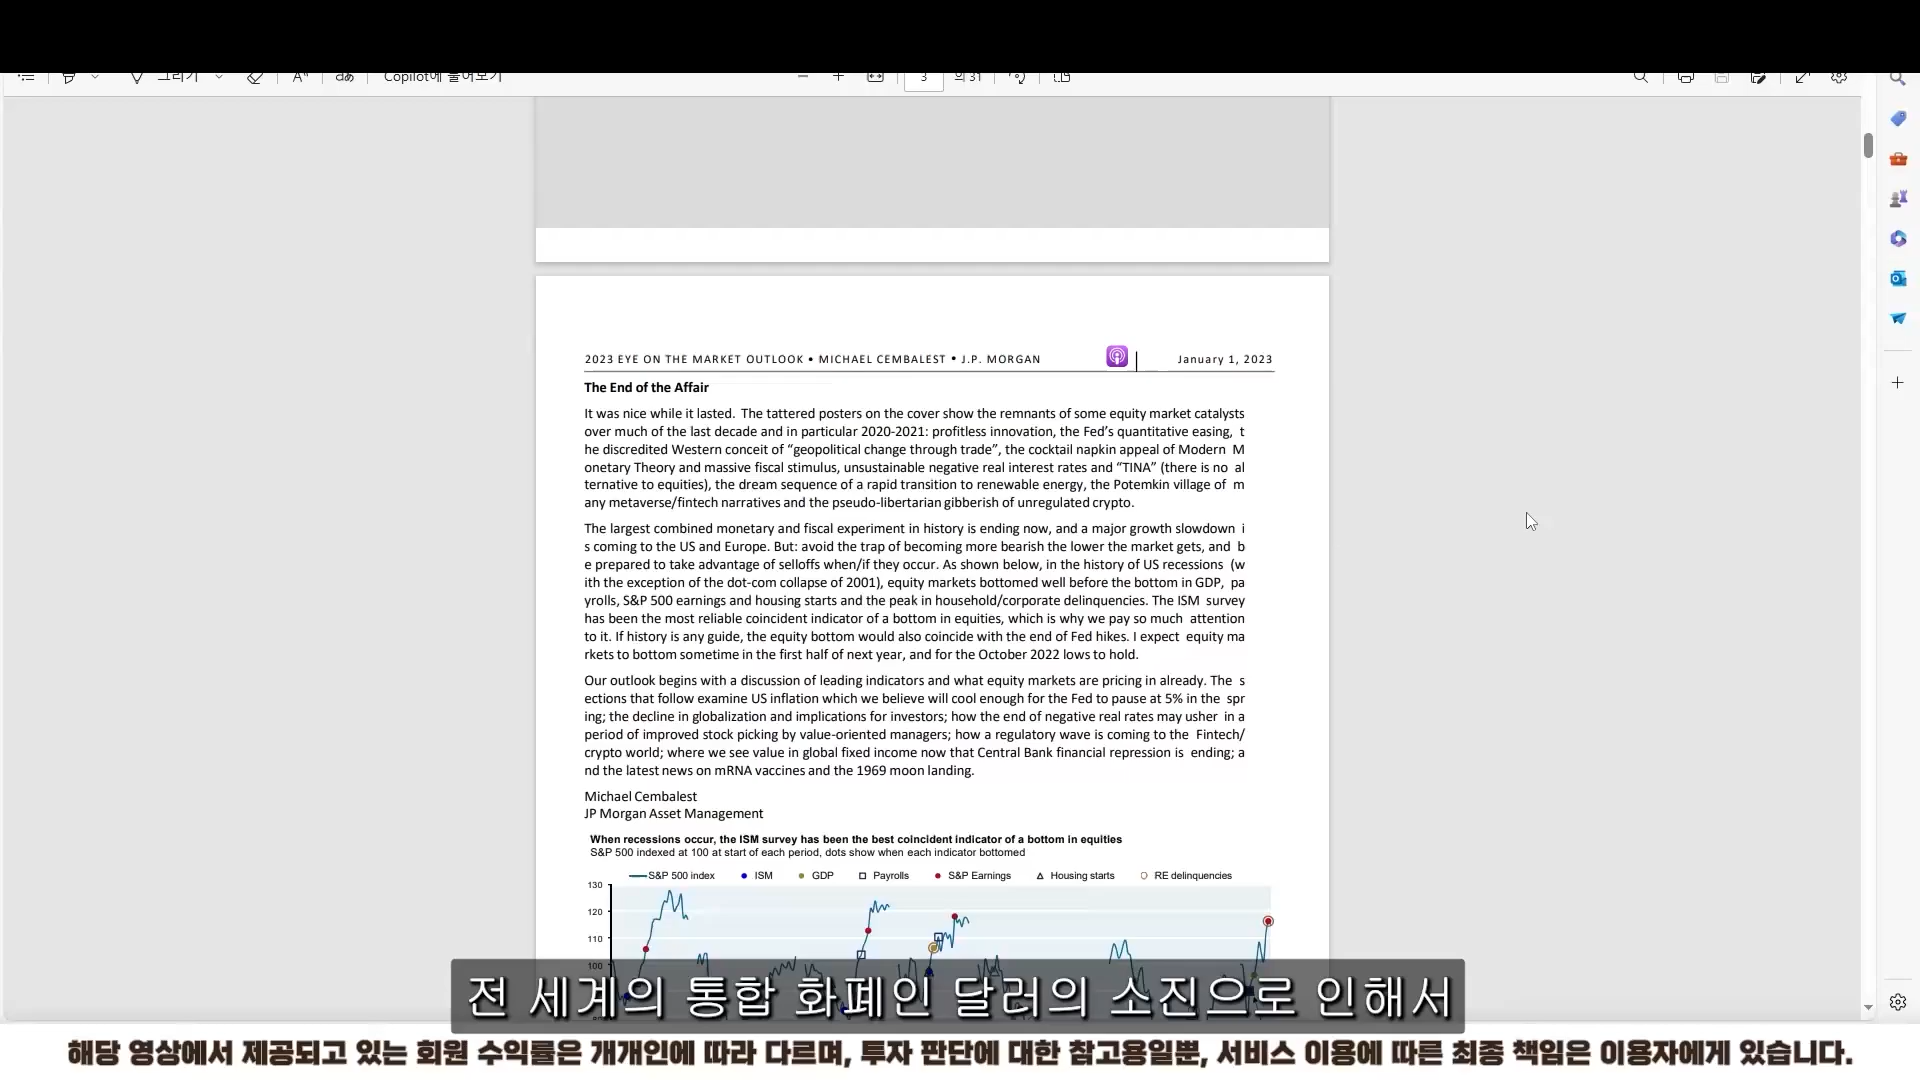 그리기
Copilot에 물어보기
3
의 31
2023 EYE ON THE MARKET OUTLOOK • MICHAEL CEMBALEST • J.P. MORGAN
January 1, 2023
The End of the Affair
It was nice while it lasted. The tattered posters on the cover show the remnants of some equity market catalysts
over much of the last decade and in particular 2020-2021: profitless innovation, the Fed's quantitative easing, t
he discredited Western conceit of “geopolitical change through trade”, the cocktail napkin appeal of Modern M
onetary Theory and massive fiscal stimulus, unsustainable negative real interest rates and “TINA” (there is no al
ternative to equities), the dream sequence of a rapid transition to renewable energy, the Potemkin village of m
any metaverse/fintech narratives and the pseudo-libertarian gibberish of unregulated crypto.
The largest combined monetary and fiscal experiment in history is ending now, and a major growth slowdown i
s coming to the US and Europe. But: avoid the trap of becoming more bearish the lower the market gets, and b
e prepared to take advantage of selloffs when/if they occur. As shown below, in the history of US recessions (w
ith the exception of the dot-com collapse of 2001), equity markets bottomed well before the bottom in GDP, pa
yrolls, S&P 500 earnings and housing starts and the peak in household/corporate delinquencies. The ISM survey
has been the most reliable coincident indicator of a bottom in equities, which is why we pay so much attention
to it. If history is any guide, the equity bottom would also coincide with the end of Fed hikes. I expect equity ma
rkets to bottom sometime in the first half of next year, and for the October 2022 lows to hold.
Our outlook begins with a discussion of leading indicators and what equity markets are pricing in already. The s
ections that follow examine US inflation which we believe will cool enough for the Fed to pause at 5% in the spr
ing; the decline in globalization and implications for investors; how the end of negative real rates may usher in a
period of improved stock picking by value-oriented managers; how a regulatory wave is coming to the Fintech/
crypto world; where we see value in global fixed income now that Central Bank financial repression is ending; a
nd the latest news on mRNA vaccines and the 1969 moon landing.
Michael Cembalest
JP Morgan Asset Management
When recessions occur, the ISM survey has been the best coincident indicator of a bottom in equities
S&P 500 indexed at 100 at start of each period, dots show when each indicator bottomed
S&P 500 index ISM GDP Payrolls S&P Earnings Housing starts RE delinquencies
130
120
110
100
전 세계의 통합 화폐인 달러의 소진으로 인해서
해당 영상에서 제공되고 있는 회원 수익률은 개개인에 따라 다르며, 투자 판단에 대한 참고용일뿐, 서비스 이용에 따른 최종 책임은 이용자에게 있습니다.